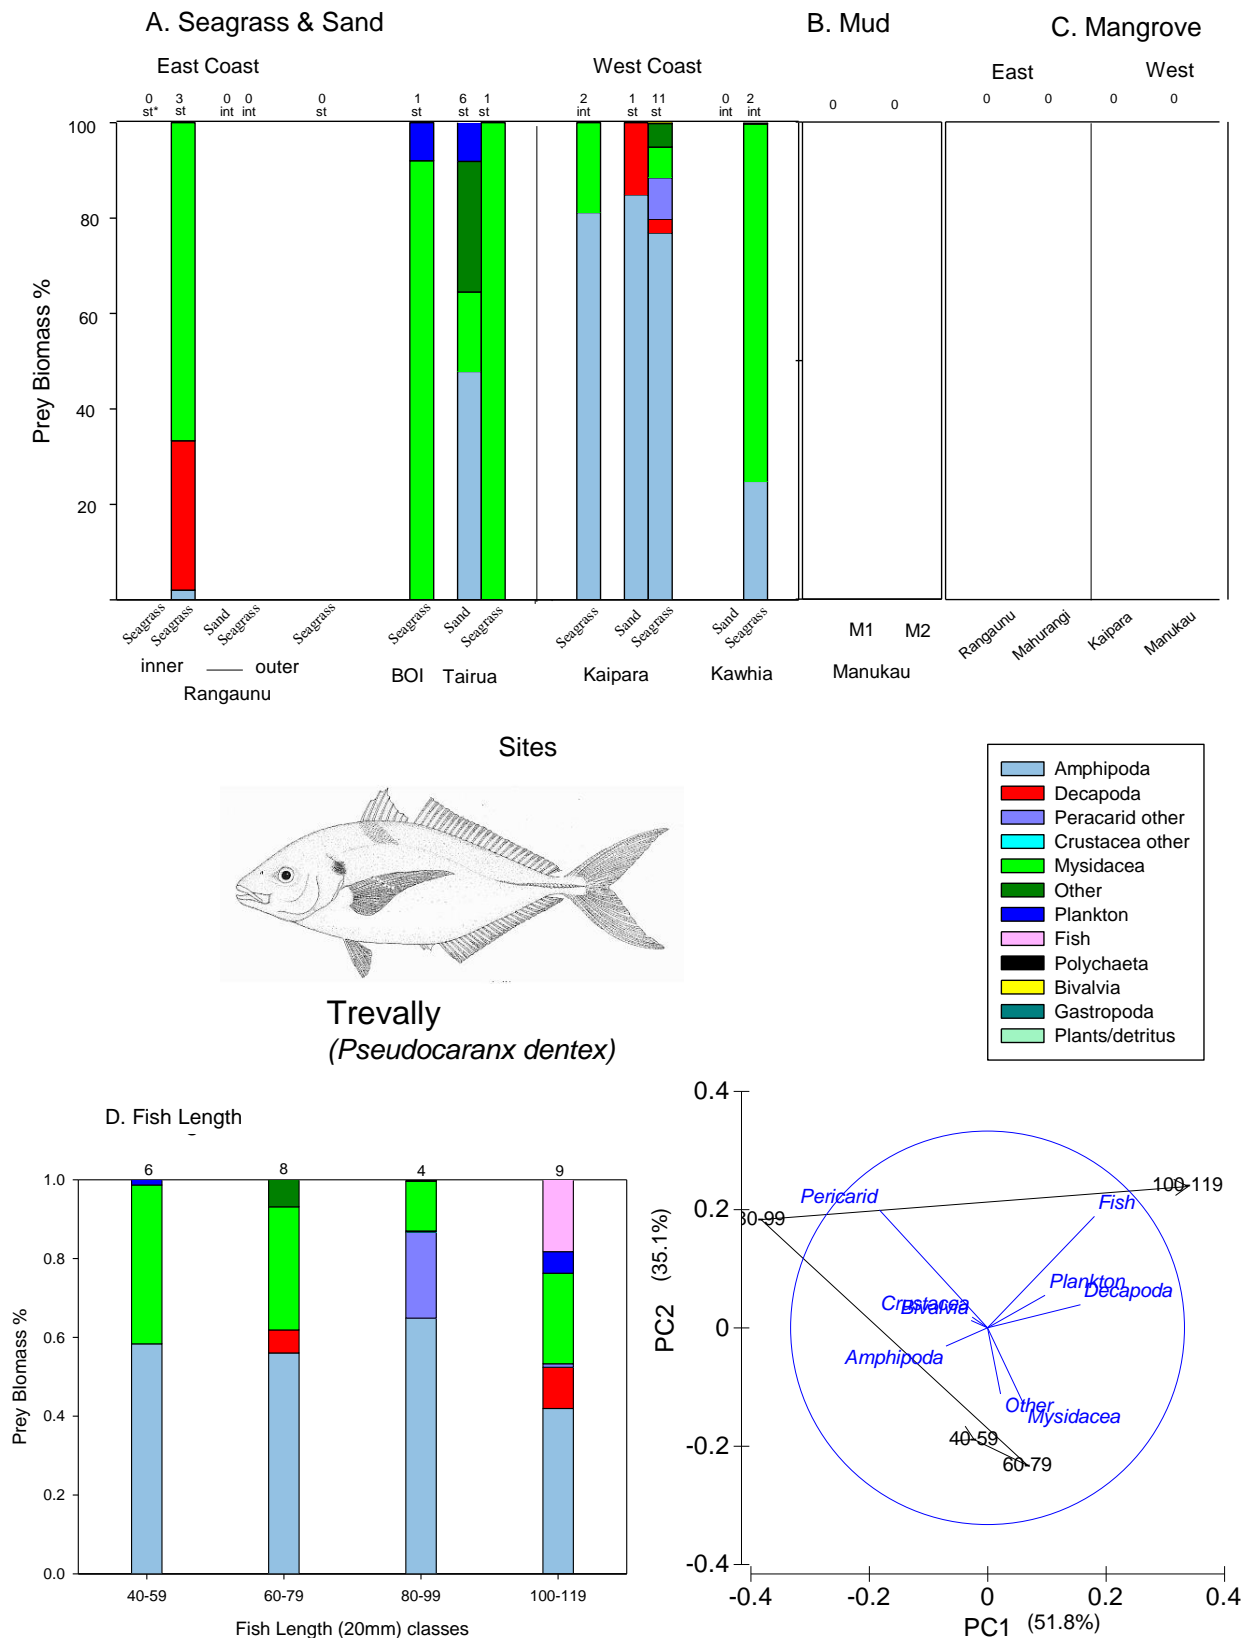 A. Seagrass & Sand
B. Mud
C. Mangrove
East Coast
West Coast
East
West
0 3 0 0 0 1 6 1 2 1 11 0 2
st* st int int st st st st int st st int int
0 0
0 0 0 0
Prey Biomass %
100
80
60
40
20
Seagrass Seagrass Sand Seagrass Seagrass Seagrass Sand Seagrass Seagrass Sand Seagrass Sand Seagrass
M1 M2
Rangaunu Mahurangi Kaipara Manukau
inner outer
Rangaunu
BOI Tairua
Kaipara
Kawhia
Manukau
Sites
Amphipoda
Decapoda
Peracarid other
Crustacea other
Mysidacea
Other
Plankton
Fish
Polychaeta
Bivalvia
Gastropoda
Plants/detritus
Trevally
(Pseudocaranx dentex)
D. Fish Length
6 8 4 9
Prey BIomass %
1.0
0.8
0.6
0.4
0.2
0.0
40-59 60-79 80-99 100-119
Fish Length (20mm) classes
PC2 (35.1%)
0.4
0.2
0
-0.2
-0.4
Pericarid
Fish
100-119
30-99
Plankton
Decapoda
Crustacea
Bivalvia
Amphipoda
Other
Mysidacea
40-59
60-79
-0.4 -0.2 0 0.2 0.4
PC1 (51.8%)